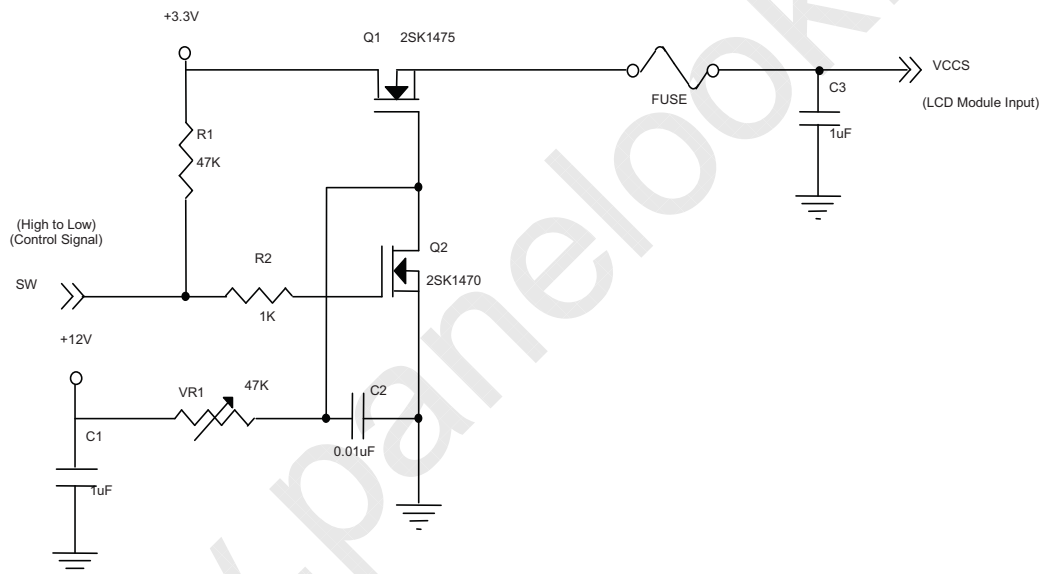 +3.3V
Q1 2SK1475
VCCS
FUSE
C3
(LCD Module Input)
1uF
R1
47K
(High to Low)
(Control Signal)
Q2
R2
SW
2SK1470
1K
+12V
VR1
47K
C2
C1
0.01uF
1uF
panelook